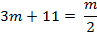 3m + 11 = m/2